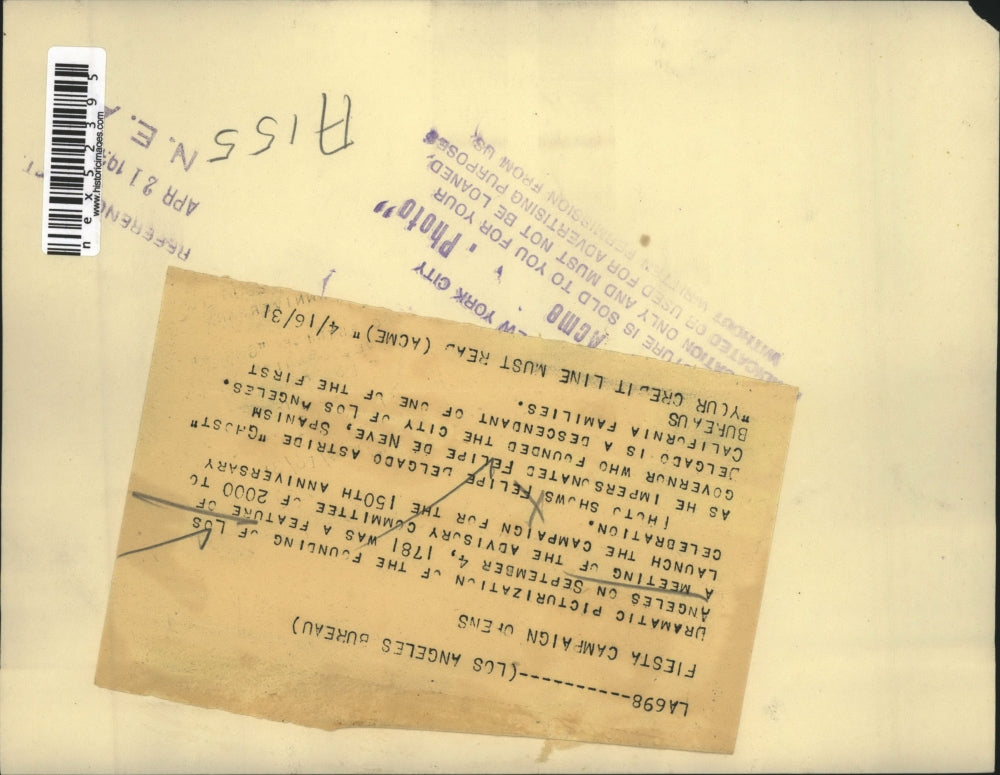 LA698----------(LOS ANGELES BUREAU)
FIESTA CAMPAIGN OPENS
DRAMATIC PICTURIZATION OF THE FOUNDING OF LOS
ANGELES ON SEPTEMBER 4, 1781 WAS A FEATURE OF
A MEETING OF THE ADVISORY COMMITTEE OF 2000 TO
LAUNCH THE CAMPAIGN FOR THE 150TH ANNIVERSARY
CELEBRATION.
PHOTO SHOWS FELIPE DELGADO ASTRIDE "GHOST"
AS HE IMPERSONATED FELIPE DE NEVE, SPANISH
GOVERNOR WHO FOUNDED THE CITY OF LOS ANGELES.
DELGADO IS A DESCENDANT OF ONE OF THE FIRST
CALIFORNIA FAMILIES.
BUREAUS
"YOUR CREDIT LINE MUST READ (ACME)" 4/16/31
Acme Photo"
NEW YORK CITY
PICTURE IS SOLD TO YOU FOR YOUR
PUBLICATION ONLY AND MUST NOT BE LOANED,
SYNDICATED OR USED FOR ADVERTISING PURPOSES
WITHOUT WRITTEN PERMISSION FROM US.
A155
REFERENCE
APR 21 19
N. E. A
nex552395
www.historicimages.com